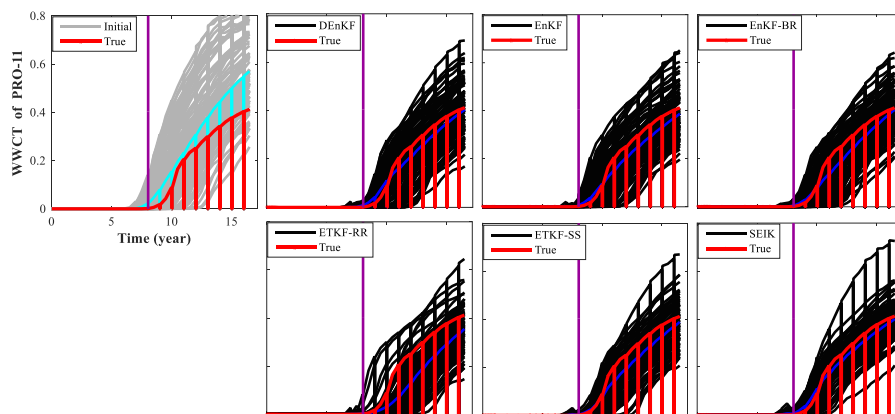 Initial
True
DEnKF
True
EnKF
True
EnKF-BR
True
WWCT of PRO-11
0.8
0.6
0.4
0.2
0
0 5 10 15
Time (year)
ETKF-RR
True
ETKF-SS
True
SEIK
True